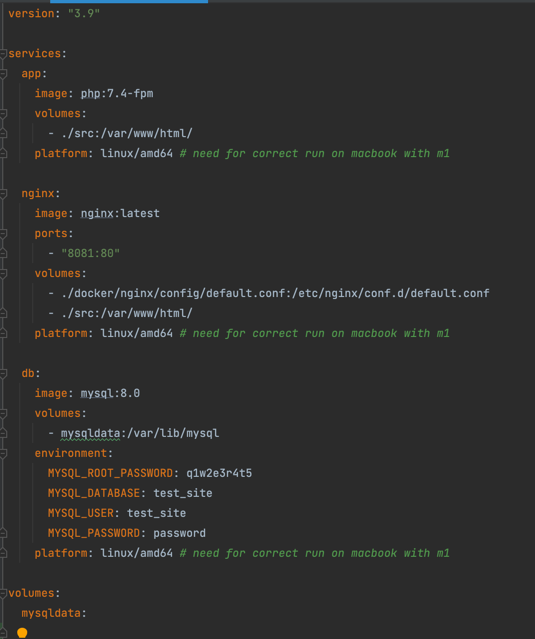 version: "3.9"
services:
app:
image: php:7.4-fpm
volumes:
- ./src:/var/www/html/
platform: linux/amd64 # need for correct run on macbook with m1
nginx:
image: nginx:latest
ports:
- "8081:80"
volumes:
- ./docker/nginx/config/default.conf:/etc/nginx/conf.d/default.conf
- ./src:/var/www/html/
platform: linux/amd64 # need for correct run on macbook with m1
db:
image: mysql:8.0
volumes:
- mysqldata:/var/lib/mysql
environment:
MYSQL_ROOT_PASSWORD: q1w2e3r4t5
MYSQL_DATABASE: test_site
MYSQL_USER: test_site
MYSQL_PASSWORD: password
platform: linux/amd64 # need for correct run on macbook with m1
volumes:
mysqldata: